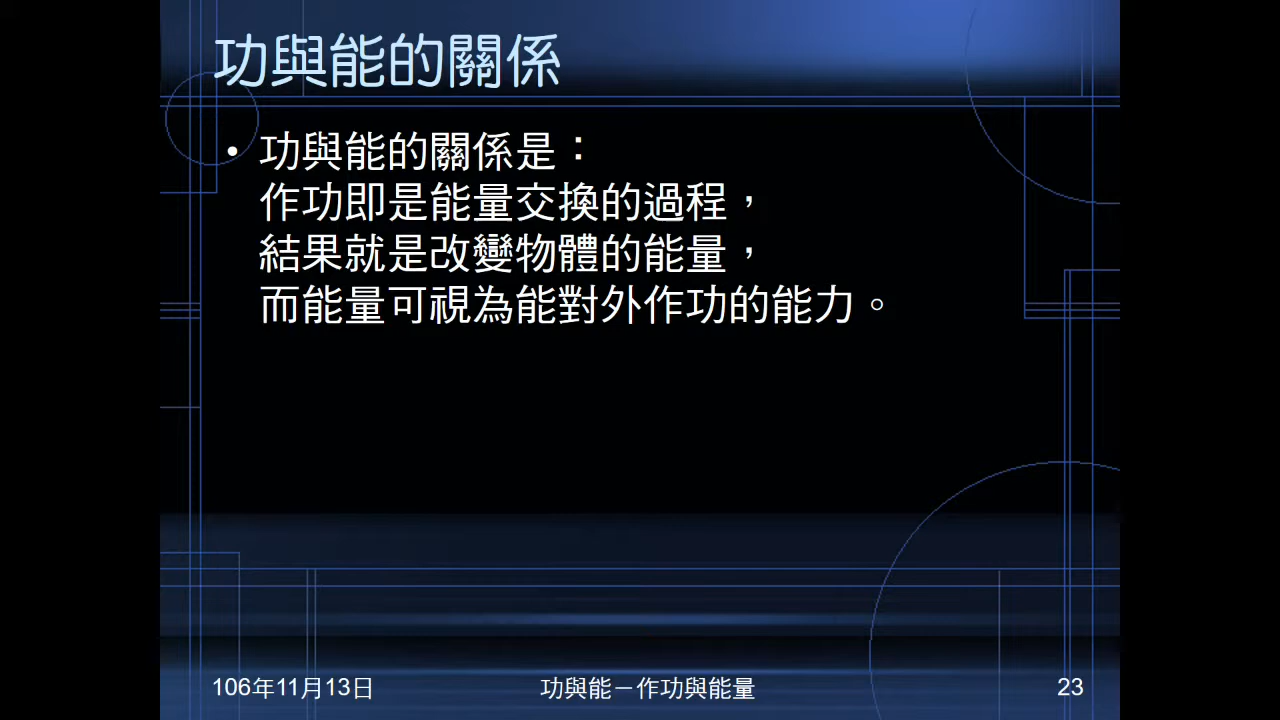 功與能的關係
• 功與能的關係是：
作功即是能量交換的過程，
結果就是改變物體的能量，
而能量可視為能對外作功的能力。
106年11月13日
功與能－作功與能量
23